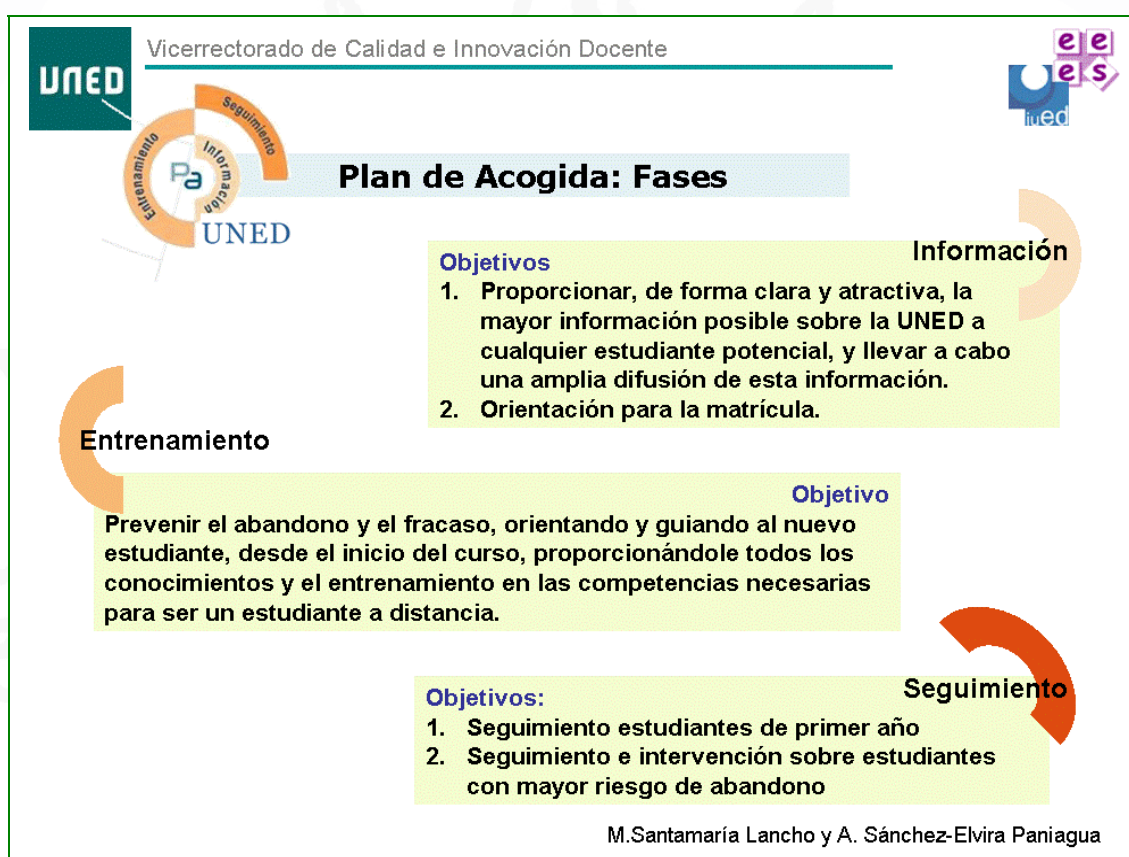 Vicerrectorado de Calidad e Innovación Docente
UNED
e e
e s
iued
Seguimiento
Entrenamiento
Información
Pa
UNED
Plan de Acogida: Fases
Información
Objetivos
1. Proporcionar, de forma clara y atractiva, la
mayor información posible sobre la UNED a
cualquier estudiante potencial, y llevar a cabo
una amplia difusión de esta información.
2. Orientación para la matrícula.
Entrenamiento
Objetivo
Prevenir el abandono y el fracaso, orientando y guiando al nuevo
estudiante, desde el inicio del curso, proporcionándole todos los
conocimientos y el entrenamiento en las competencias necesarias
para ser un estudiante a distancia.
Seguimiento
Objetivos:
1. Seguimiento estudiantes de primer año
2. Seguimiento e intervención sobre estudiantes
con mayor riesgo de abandono
M.Santamaría Lancho y A. Sánchez-Elvira Paniagua